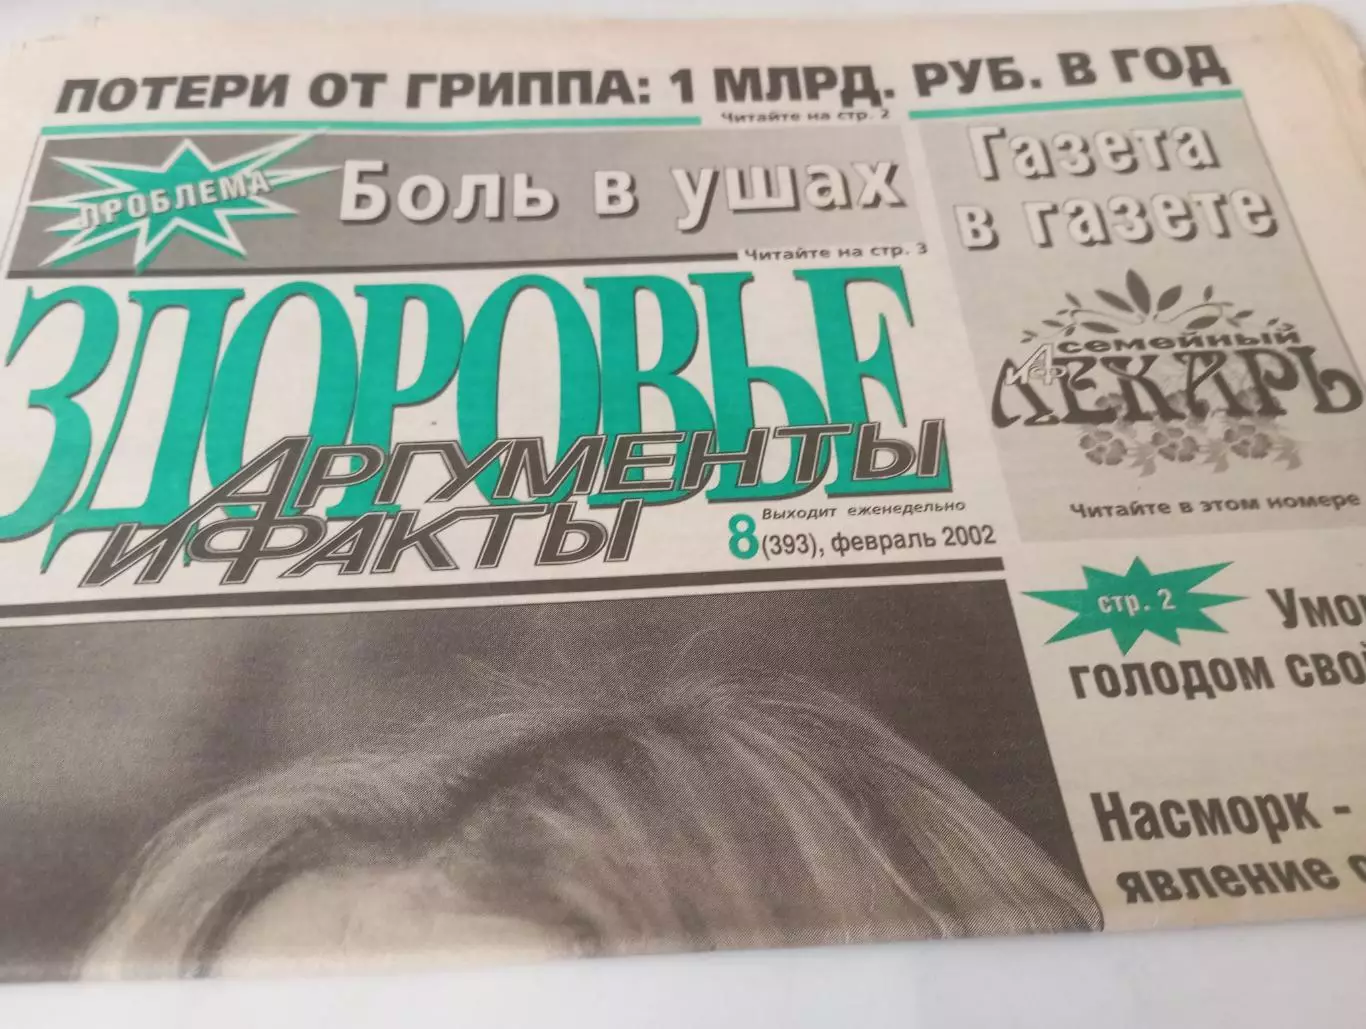 ПОТЕРИ ОТ ГРИППА: 1 МЛРД. РУБ. В ГОД
Читайте на стр. 2
ПРОБЛЕМА
Боль в ушах
Читайте на стр. 3
Газета
в газете
ЗДОРОВЬЕ
АРГУМЕНТЫ
И ФАКТЫ
Выходит еженедельно
8 (393), февраль 2002
АиФ
семейный
ЛЕКАРЬ
Читайте в этом номере
стр. 2
голодом
Насморк -
явление